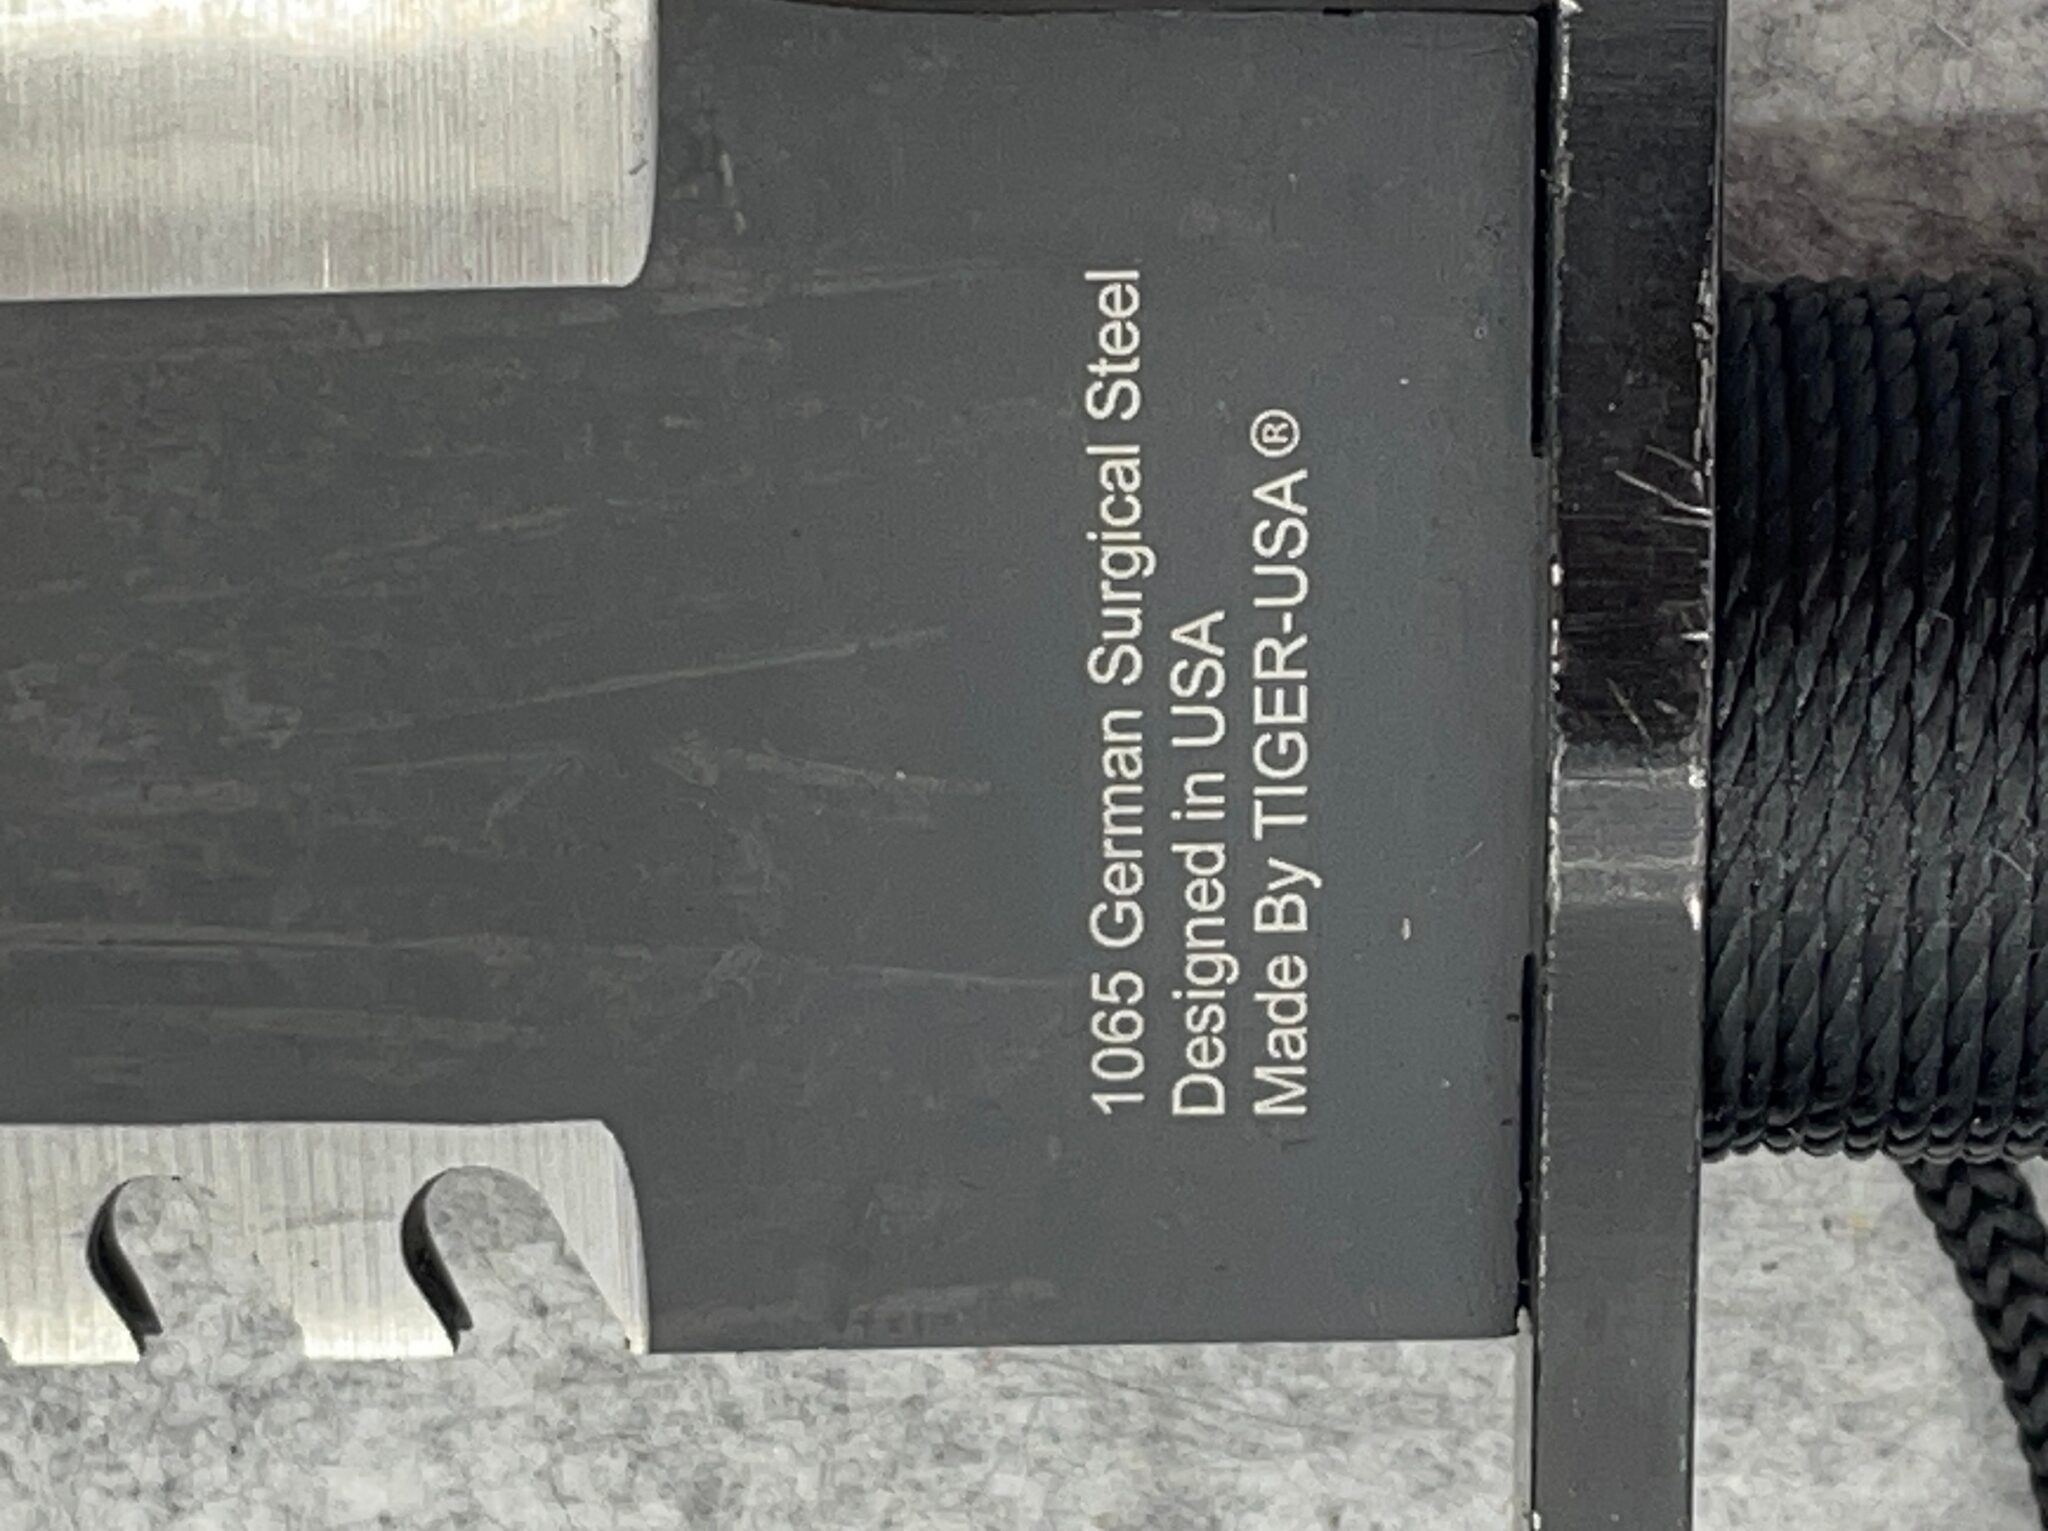 1065 German Surgical Steel
Designed in USA
Made By TIGER-USA®